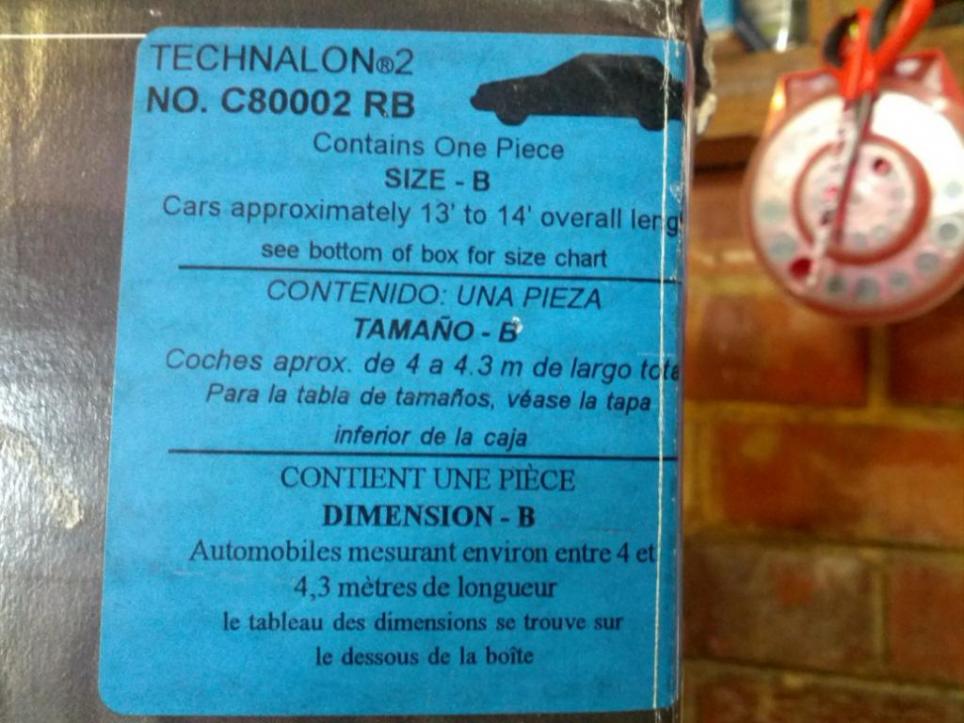 TECHNALON®2
NO. C80002 RB
Contains One Piece
SIZE - B
Cars approximately 13' to 14' overall leng
see bottom of box for size chart
CONTENIDO: UNA PIEZA
TAMAÑO - B
Coches aprox. de 4 a 4.3 m de largo tota
Para la tabla de tamaños, véase la tapa
inferior de la caja
CONTIENT UNE PIÈCE
DIMENSION - B
Automobiles mesurant environ entre 4 et
4,3 mètres de longueur
le tableau des dimensions se trouve sur
le dessous de la boîte